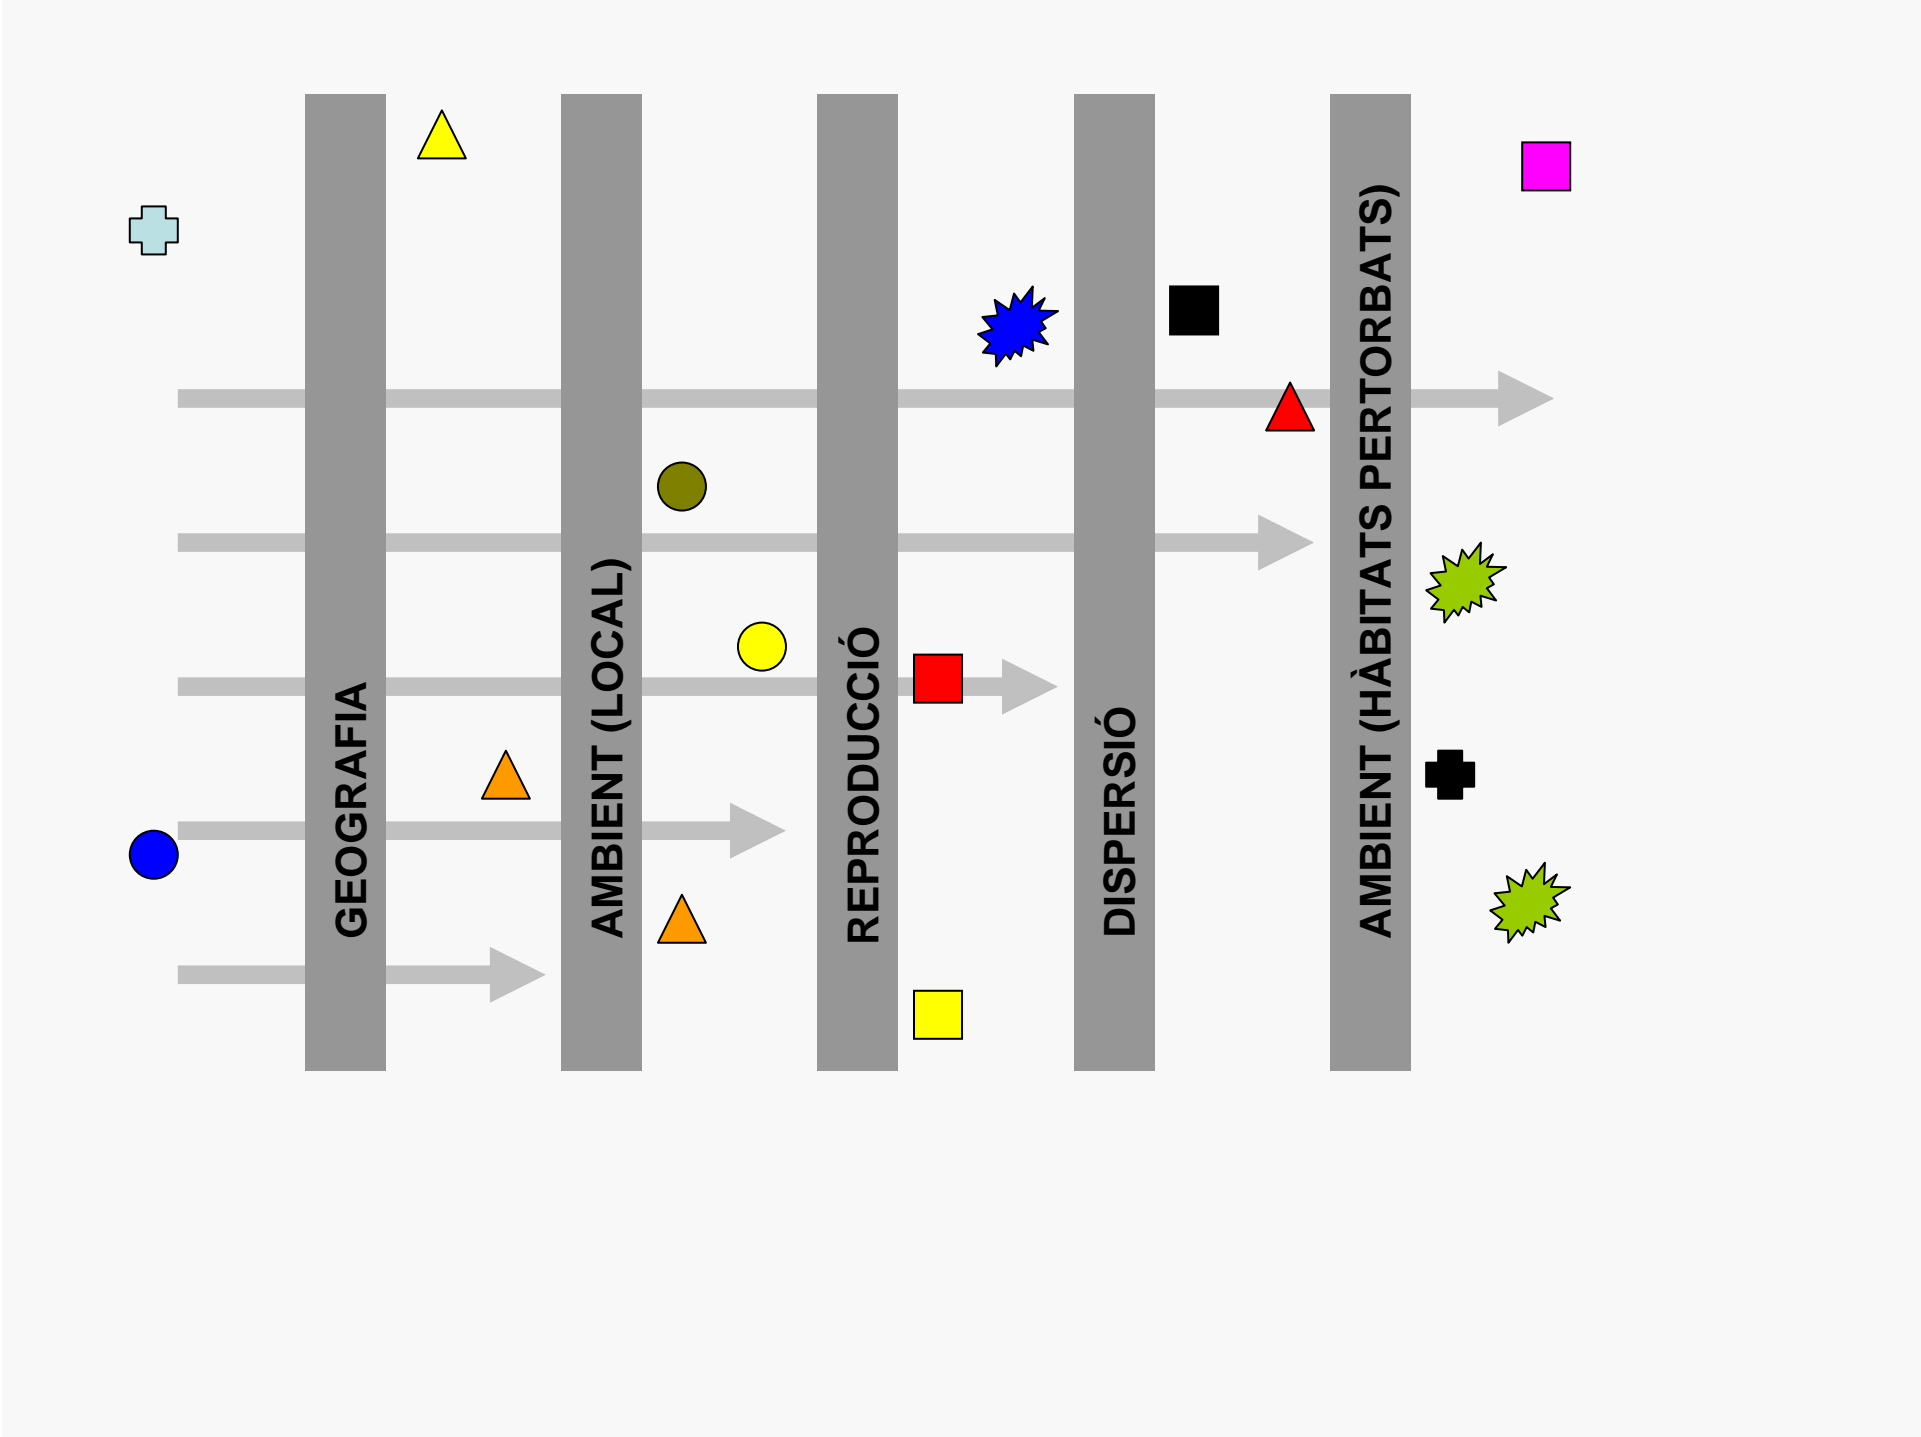 GEOGRAFIA
AMBIENT (LOCAL)
REPRODUCCIÓ
DISPERSIÓ
AMBIENT (HÀBITATS PERTORBATS)